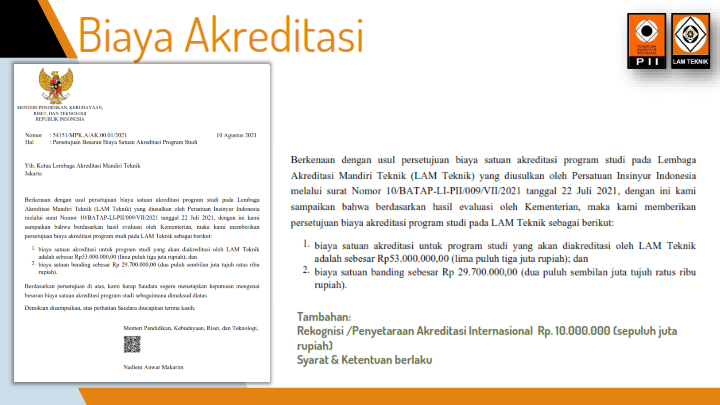 Biaya Akreditasi
PII
LAM TEKNIK
MENTERI PENDIDIKAN, KEBUDAYAAN,
RISET, DAN TEKNOLOGI
REPUBLIK INDONESIA
Nomor : 54151/MPK.A/AK.00.01/2021 10 Agustus 2021
Hal : Persetujuan Besaran Biaya Satuan Akreditasi Program Studi
Yth. Ketua Lembaga Akreditasi Mandiri Teknik
Jakarta
Berkenaan dengan usul persetujuan biaya satuan akreditasi program studi pada Lembaga
Akreditasi Mandiri Teknik (LAM Teknik) yang diusulkan oleh Persatuan Insinyur Indonesia
melalui surat Nomor 10/BATAP-LI-PII/009/VII/2021 tanggal 22 Juli 2021, dengan ini kami
sampaikan bahwa berdasarkan hasil evaluasi oleh Kementerian, maka kami memberikan
persetujuan biaya akreditasi program studi pada LAM Teknik sebagai berikut:
1. biaya satuan akreditasi untuk program studi yang akan diakreditasi oleh LAM Teknik
adalah sebesar Rp53.000.000,00 (lima puluh tiga juta rupiah); dan
2. biaya satuan banding sebesar Rp 29.700.000,00 (dua puluh sembilan juta tujuh ratus ribu
rupiah).
Berdasarkan persetujuan di atas, kami harap Saudara segera menetapkan keputusan mengenai
besaran biaya satuan akreditasi program studi sebagaimana dimaksud diatas.
Demikian disampaikan, atas perhatian Saudara diucapkan terima kasih.
Menteri Pendidikan, Kebudayaan, Riset, dan Teknologi,
Nadiem Anwar Makarim
Berkenaan dengan usul persetujuan biaya satuan akreditasi program studi pada Lembaga
Akreditasi Mandiri Teknik (LAM Teknik) yang diusulkan oleh Persatuan Insinyur Indonesia
melalui surat Nomor 10/BATAP-LI-PII/009/VII/2021 tanggal 22 Juli 2021, dengan ini kami
sampaikan bahwa berdasarkan hasil evaluasi oleh Kementerian, maka kami memberikan
persetujuan biaya akreditasi program studi pada LAM Teknik sebagai berikut:
1. biaya satuan akreditasi untuk program studi yang akan diakreditasi oleh LAM Teknik
adalah sebesar Rp53.000.000,00 (lima puluh tiga juta rupiah); dan
2. biaya satuan banding sebesar Rp 29.700.000,00 (dua puluh sembilan juta tujuh ratus ribu
rupiah).
Tambahan:
Rekognisi /Penyetaraan Akreditasi Internasional Rp. 10.000.000 (sepuluh juta
rupiah)
Syarat & Ketentuan berlaku